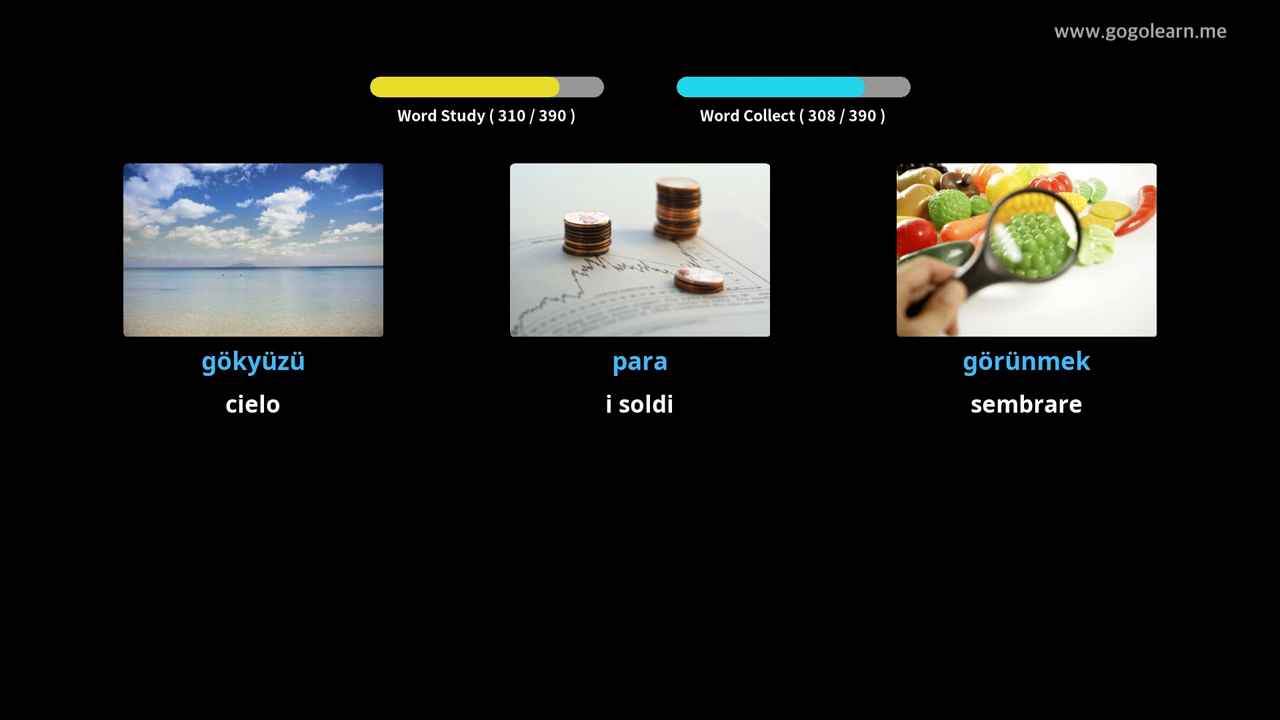 www.gogolearn.me
Word Study ( 310 / 390 )
Word Collect ( 308 / 390 )
gökyüzü
para
görünmek
cielo
i soldi
sembrare